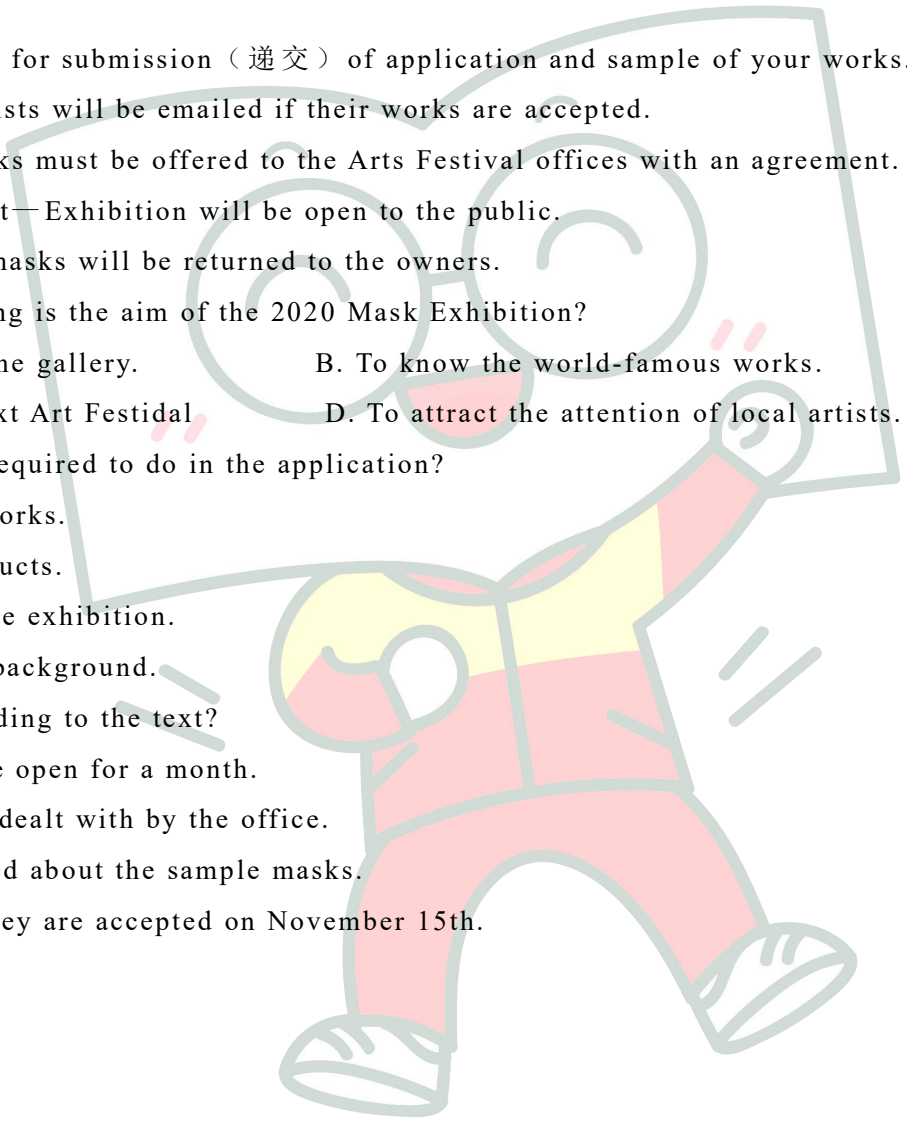 for submission（递交）of application and sample of your works.
sts will be emailed if their works are accepted.
ks must be offered to the Arts Festival offices with an agreement.
t—Exhibition will be open to the public.
masks will be returned to the owners.
ng is the aim of the 2020 Mask Exhibition?
he gallery. B. To know the world-famous works.
xt Art Festidal D. To attract the attention of local artists.
equired to do in the application?
orks.
ucts.
e exhibition.
background.
ding to the text?
e open for a month.
dealt with by the office.
d about the sample masks.
ey are accepted on November 15th.